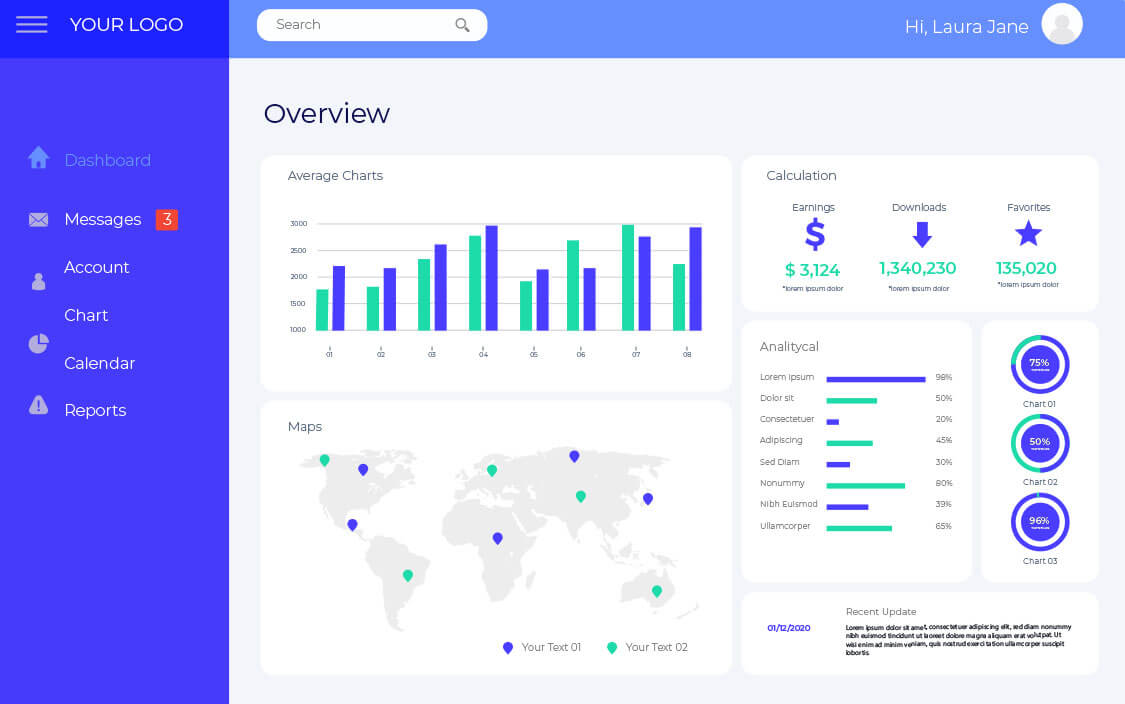 YOUR LOGO
Search
Hi, Laura Jane
Dashboard
Messages 3
Account
Chart
Calendar
Reports
Overview
Average Charts
3000
2500
2000
1500
1000
01 02 03 04 05 06 07 08
Maps
Your Text 01
Your Text 02
Calculation
Earnings
$
$ 3,124
*lorem ipsum dolor
Downloads
1,340,230
*lorem ipsum dolor
Favorites
135,020
*lorem ipsum dolor
Analitycal
Lorem Ipsum 98%
Dolor sit 50%
Consectetuer 20%
Adipiscing 45%
Sed Diam 30%
Nonummy 80%
Nibh Euismod 39%
Ullamcorper 65%
75%
Chart 01
50%
Chart 02
96%
Chart 03
01/12/2020
Recent Update
Lorem ipsum dolor sit amet, consectetuer adipiscing elit, sed diam nonummy
nibh euismod tincidunt ut laoreet dolore magna aliquam erat volutpat. Ut
wisi enim ad minim veniam, quis nostrud exerci tation ullamcorper suscipit
lobortis